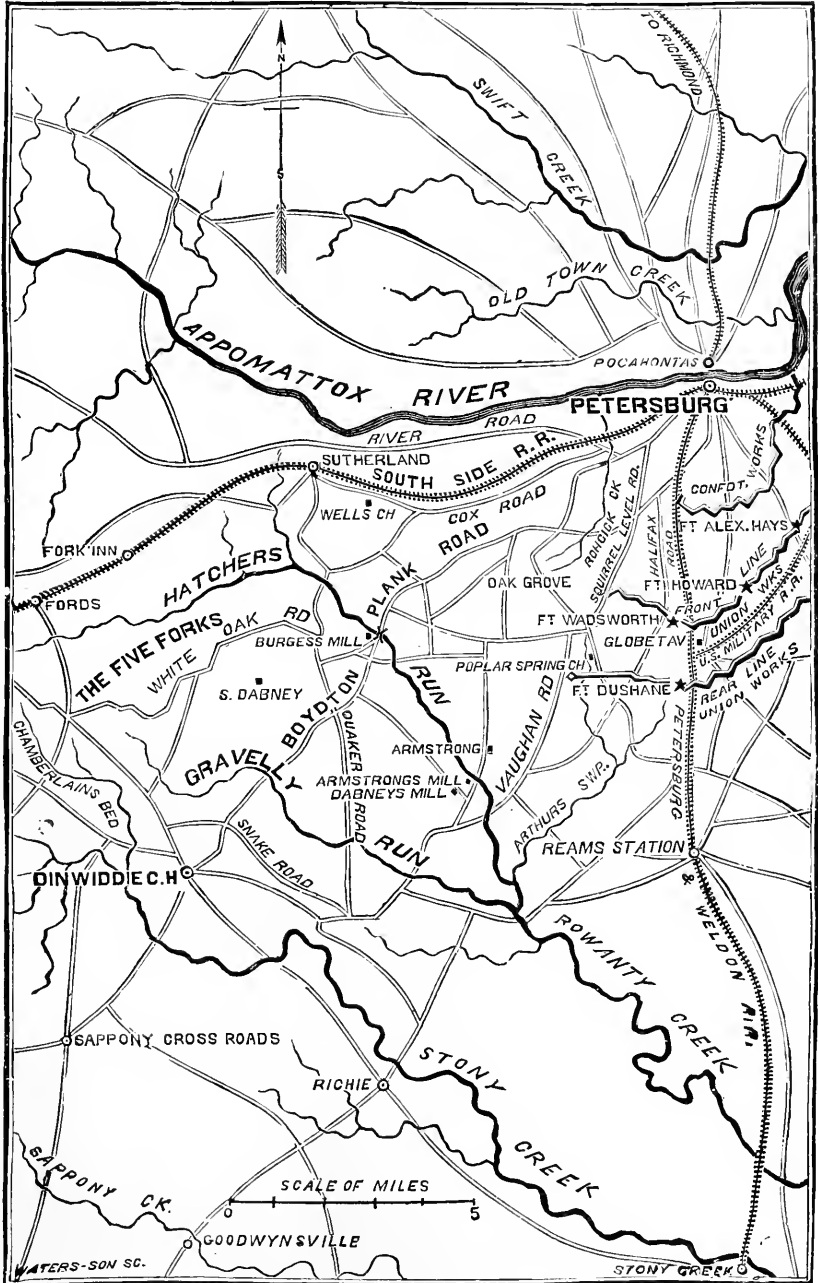 TO RICHMOND
N
S
SWIFT CREEK
OLD TOWN CREEK
POCAHONTAS
APPOMATTOX RIVER
PETERSBURG
RIVER ROAD
SUTHERLAND
SOUTH SIDE R.R.
CONFDT. WORKS
WELLS CH
COX ROAD
FT ALEX. HAYS
FORK INN
HATCHERS RUN
BOYDTON PLANK ROAD
OAK GROVE
SQUIRREL LEVEL RD.
HALIFAX ROAD
FT. HOWARD
FORDS
FT WADSWORTH
FRONT LINE UNION WKS
THE FIVE FORKS
WHITE OAK RD
BURGESS MILL
GLOBE TAV
U.S. MILITARY R.R.
POPLAR SPRING CH
S. DABNEY
FT DUSHANE
REAR LINE UNION WORKS
CHAMBERLAINS BED
QUAKER ROAD
ARMSTRONG
VAUGHAN RD
PETERSBURG & WELDON R.R.
GRAVELLY RUN
ARMSTRONGS MILL
DABNEYS MILL
ARTHURS SWP.
SNAKE ROAD
REAMS STATION
DINWIDDIE C.H
ROWANTY CREEK
SAPPONY CROSS ROADS
RICHIE
STONY CREEK
SAPPONY CK.
SCALE OF MILES
0 5
GOODWYNSVILLE
WATERS-SON SC.
STONY CREEK